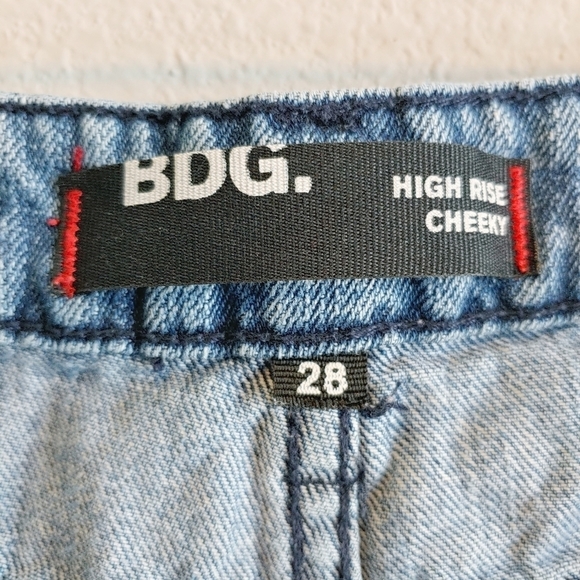 BDG.
HIGH RISE
CHEEKY
28